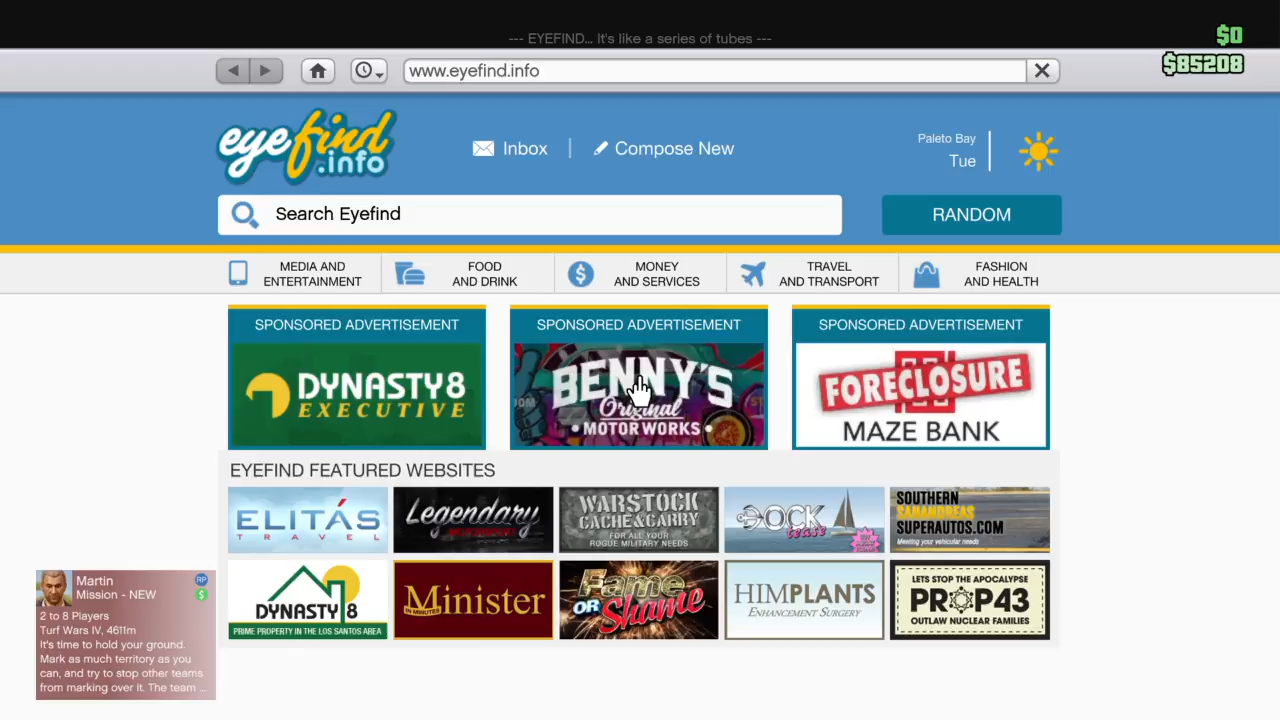 --- EYEFIND... It's like a series of tubes ---
$0
$85208
www.eyefind.info
eyefind
.info
Inbox
Compose New
Paleto Bay
Tue
Search Eyefind
RANDOM
MEDIA AND
ENTERTAINMENT
FOOD
AND DRINK
MONEY
AND SERVICES
TRAVEL
AND TRANSPORT
FASHION
AND HEALTH
SPONSORED ADVERTISEMENT
DYNASTY8
EXECUTIVE
SPONSORED ADVERTISEMENT
BENNY'S
Original
MOTOR WORKS
SPONSORED ADVERTISEMENT
FORECLOSURE
MAZE BANK
EYEFIND FEATURED WEBSITES
ELITÁS
TRAVEL
Legendary
WARSTOCK
CACHE & CARRY
FOR ALL YOUR
ROGUE MILITARY NEEDS
DOCK
tease
SOUTHERN
SANANDREAS
SUPERAUTOS.COM
Meeting your vehicular needs
DYNASTY 8
PRIME PROPERTY IN THE LOS SANTOS AREA
IN MINUTES
Minister
Fame
OR Shame
HIMPLANTS
ENHANCEMENT SURGERY
LETS STOP THE APOCALYPSE
PROP43
OUTLAW NUCLEAR FAMILIES
Martin
RP
Mission - NEW
$
2 to 8 Players
Turf Wars IV, 4611m
It's time to hold your ground.
Mark as much territory as you
can, and try to stop other teams
from marking over it. The team ...